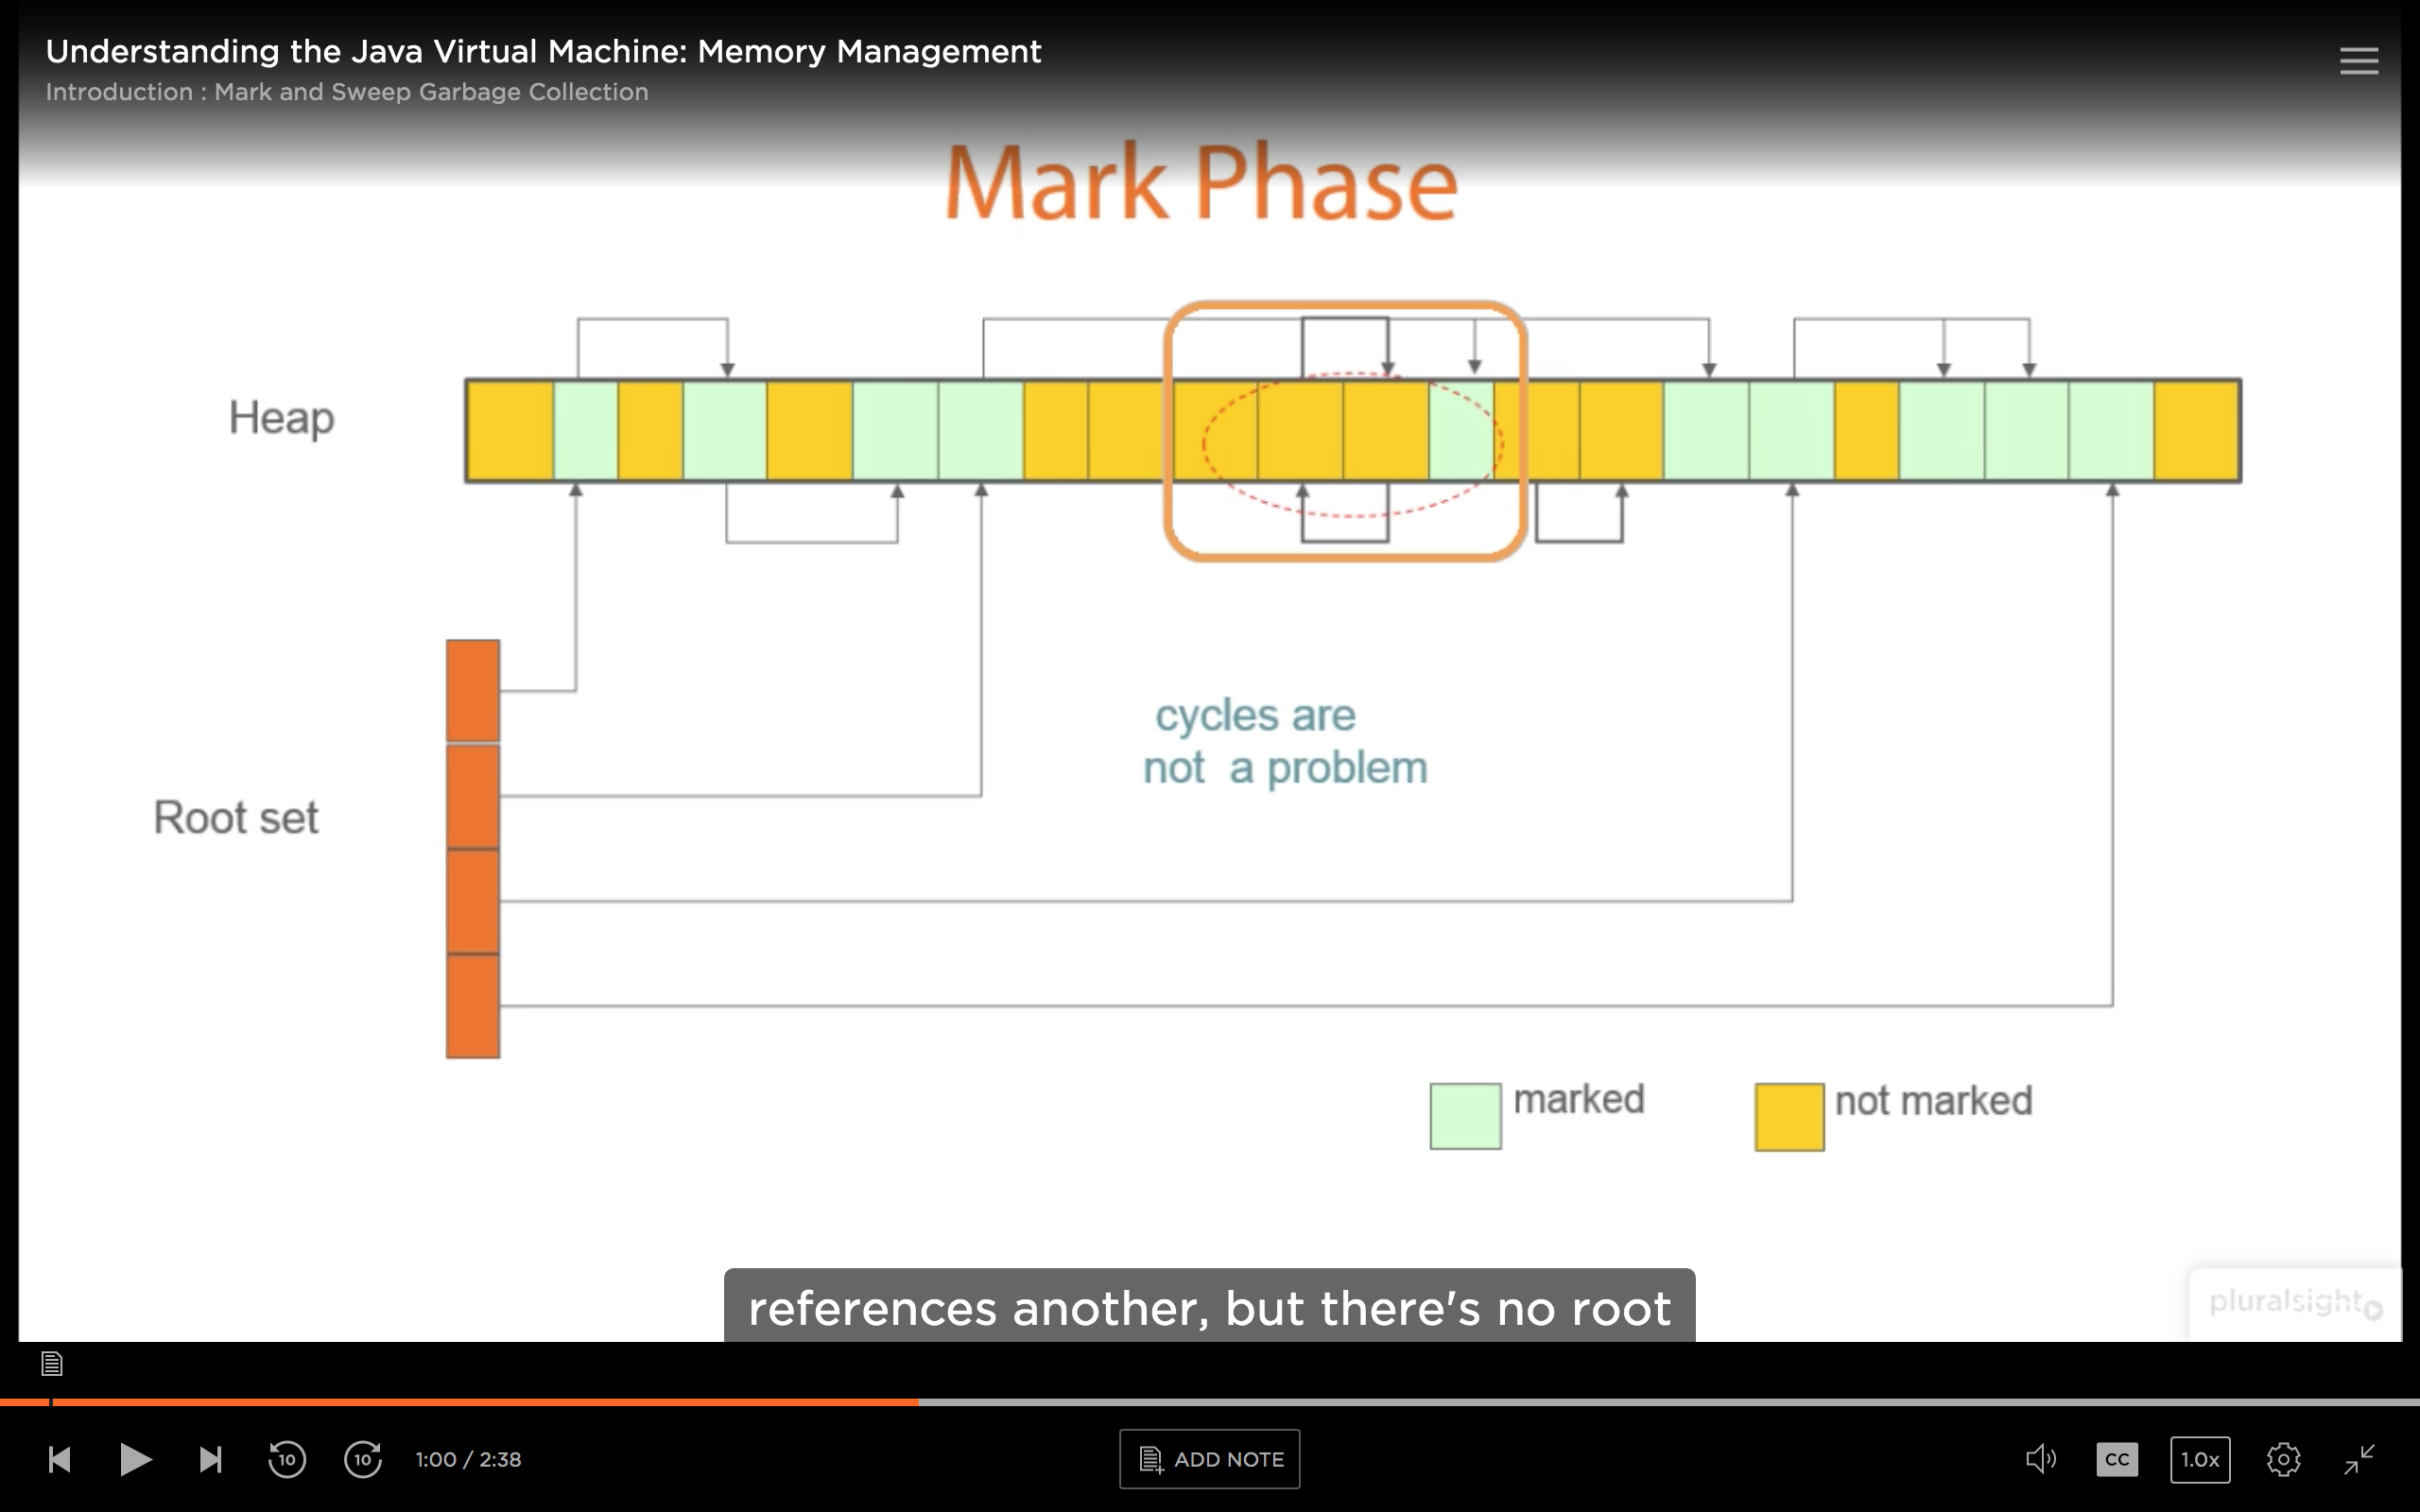 Understanding the Java Virtual Machine: Memory Management
Introduction : Mark and Sweep Garbage Collection
Mark Phase
Heap
cycles are
not a problem
Root set
marked
not marked
references another, but there's no root
pluralsight
10
10
1:00 / 2:38
ADD NOTE
CC
1.0x